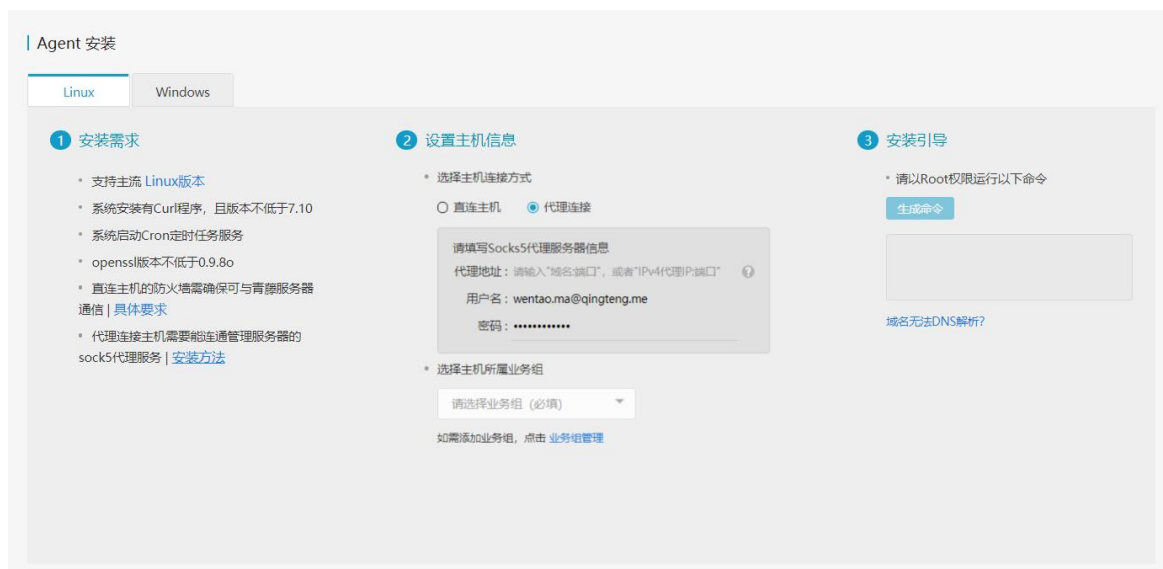 Agent 安装
Linux
Windows
1 安装需求
支持主流 Linux版本
系统安装有Curl程序，且版本不低于7.10
系统启动Cron定时任务服务
openssl版本不低于0.9.8o
直连主机的防火墙需确保可与青藤服务器
通信 | 具体要求
代理连接主机需要能连通管理服务器的
sock5代理服务 | 安装方法
2 设置主机信息
选择主机连接方式
直连主机
代理连接
请填写Socks5代理服务器信息
代理地址：请输入"域名:端口"，或者"IPv4代理IP:端口" ?
用户名：wentao.ma@qingteng.me
密码：••••••••••••
选择主机所属业务组
请选择业务组（必填）
如需添加业务组，点击 业务组管理
3 安装引导
请以Root权限运行以下命令
生成命令
域名无法DNS解析?